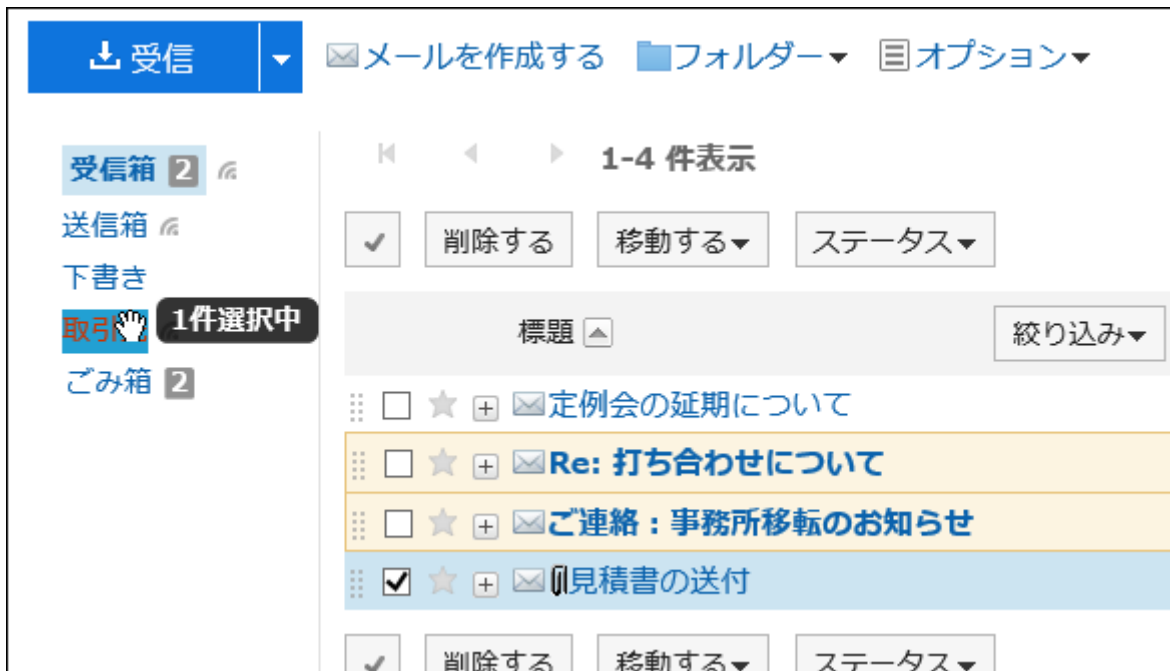 受信 メールを作成する フォルダー オプション
受信箱 2
送信箱
下書き
取引
1件選択中
ごみ箱 2
1-4 件表示
削除する 移動する ステータス
標題 絞り込み
定例会の延期について
Re: 打ち合わせについて
ご連絡：事務所移転のお知らせ
見積書の送付
削除する 移動する ステータス